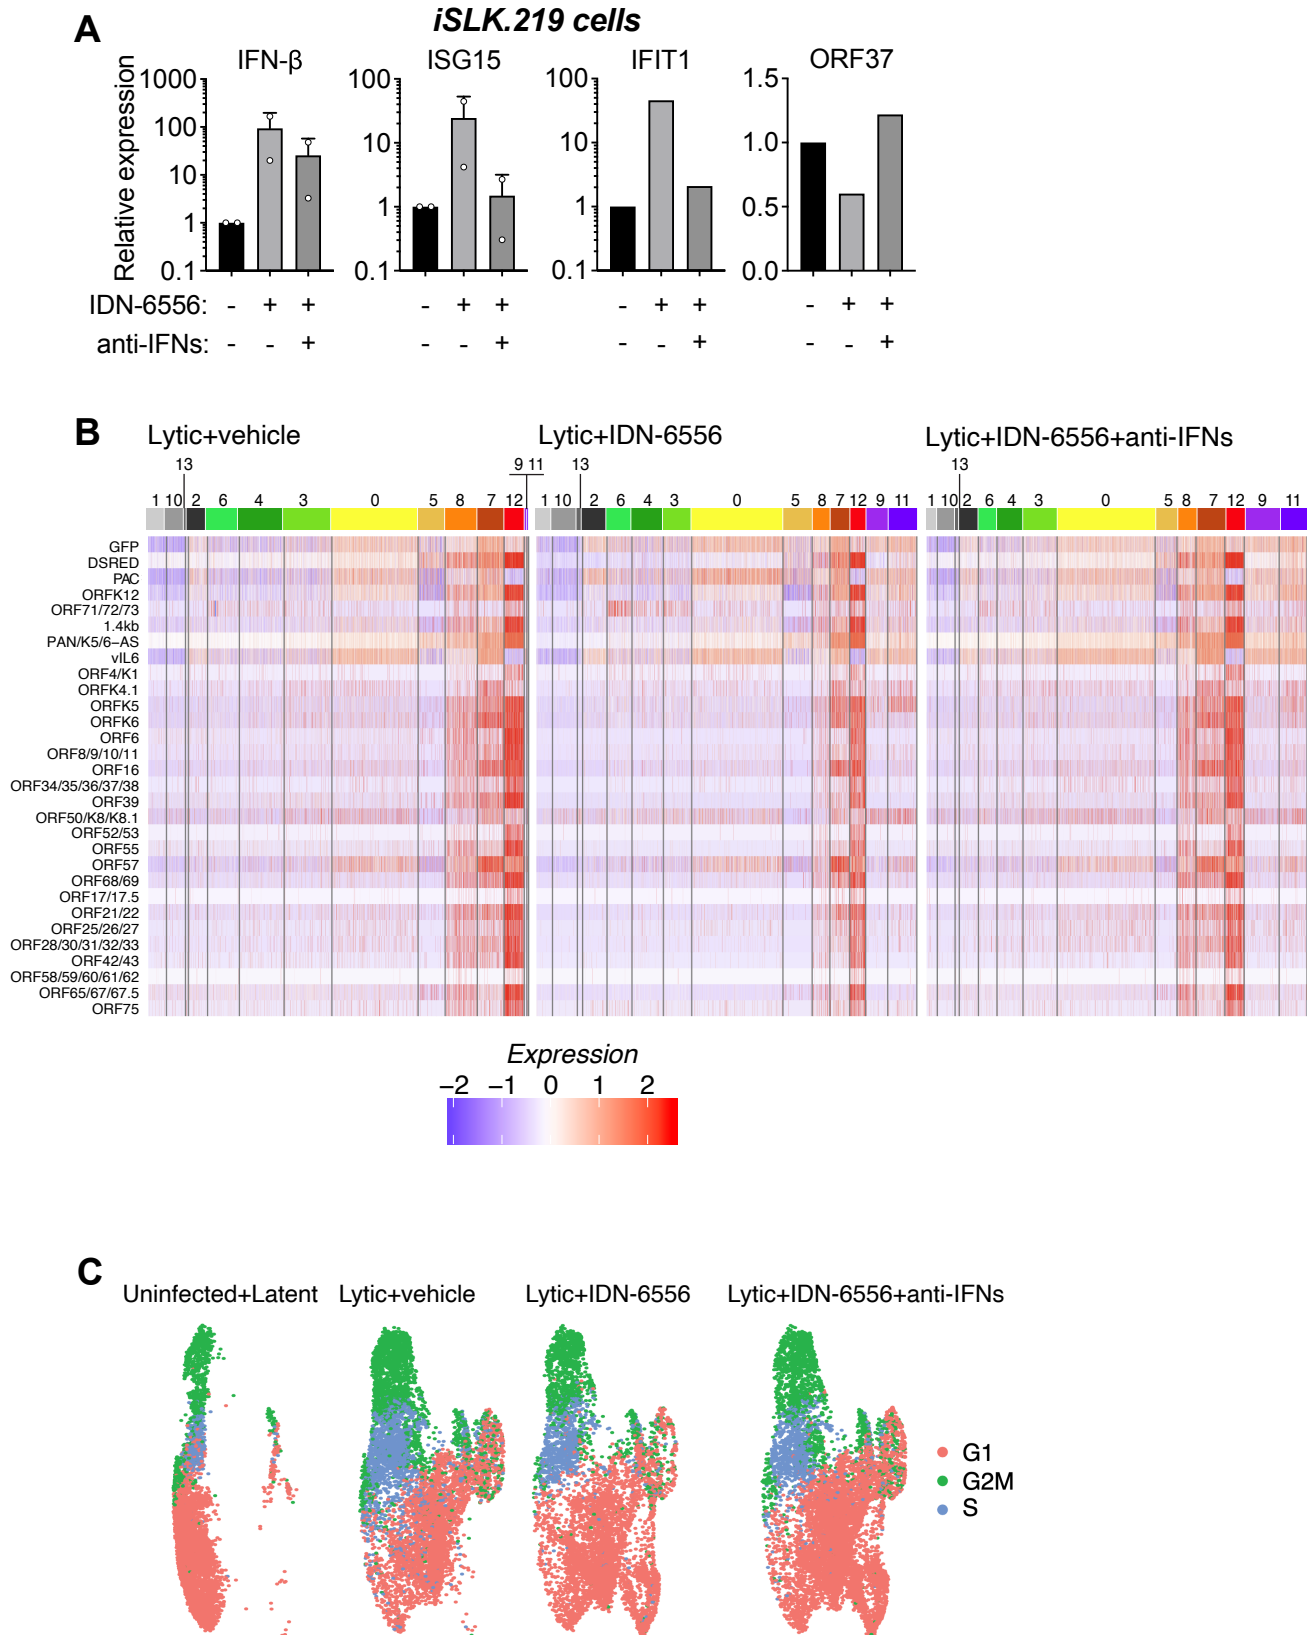 A
iSLK.219 cells
IFN-β
ISG15
IFIT1
ORF37
Relative expression
1000
100
10
1
0.1
100
10
1
0.1
100
10
1
0.1
1.5
1.0
0.5
0.0
IDN-6556: - + + - + + - + + - + +
anti-IFNs: - - + - - + - - + - - +
B
Lytic+vehicle
Lytic+IDN-6556
Lytic+IDN-6556+anti-IFNs
13 9 11 13 13
1 10 2 6 4 3 0 5 8 7 12 1 10 2 6 4 3 0 5 8 7 12 9 11 1 10 2 6 4 3 0 5 8 7 12 9 11
GFP
DSRED
PAC
ORFK12
ORF71/72/73
1.4kb
PAN/K5/6−AS
vIL6
ORF4/K1
ORFK4.1
ORFK5
ORFK6
ORF6
ORF8/9/10/11
ORF16
ORF34/35/36/37/38
ORF39
ORF50/K8/K8.1
ORF52/53
ORF55
ORF57
ORF68/69
ORF17/17.5
ORF21/22
ORF25/26/27
ORF28/30/31/32/33
ORF42/43
ORF58/59/60/61/62
ORF65/67/67.5
ORF75
Expression
−2 −1 0 1 2
C
Uninfected+Latent
Lytic+vehicle
Lytic+IDN-6556
Lytic+IDN-6556+anti-IFNs
G1
G2M
S